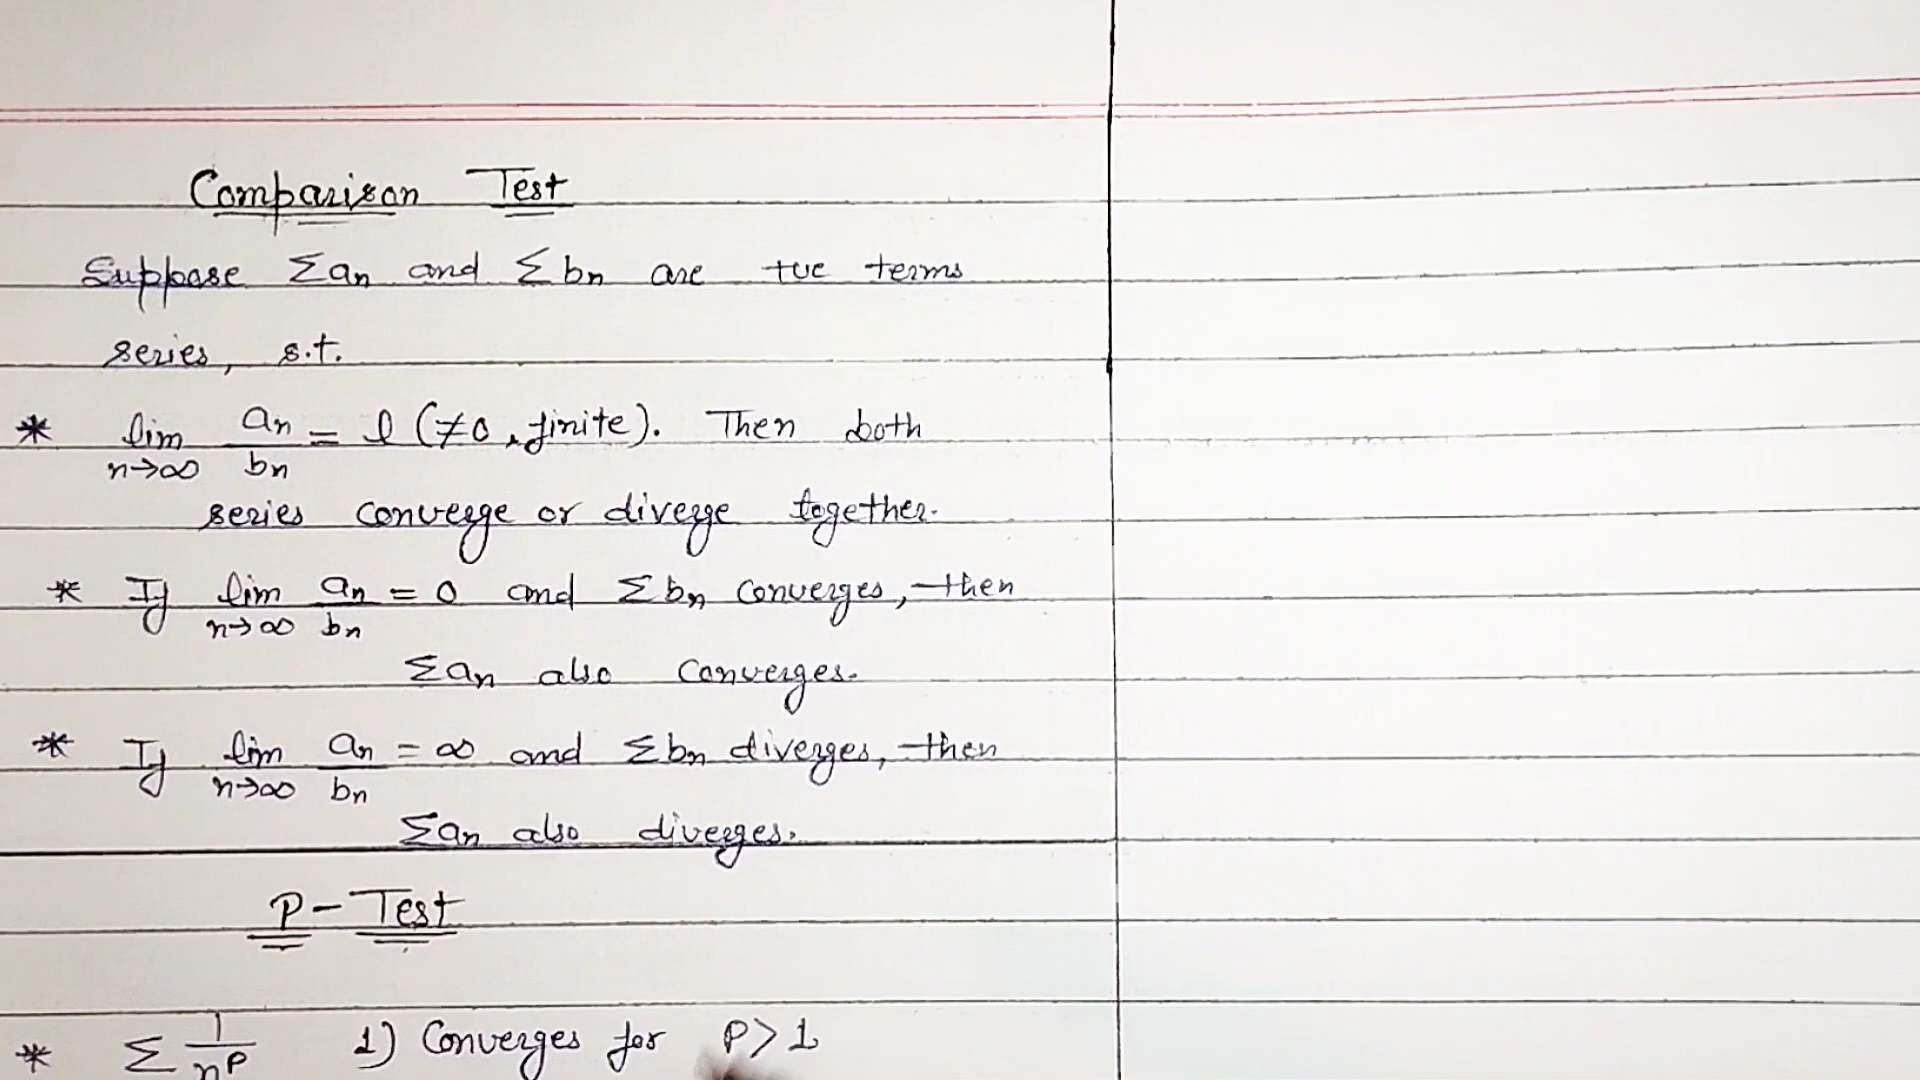 Comparison Test
Suppose Σan and Σbn are +ve terms
series, s.t.
* lim n→∞ an/bn = l (≠0, finite). Then both
series converge or diverge together.
* If lim n→∞ an/bn = 0 and Σbn converges, then
Σan also converges.
* If lim n→∞ an/bn = ∞ and Σbn diverges, then
Σan also diverges.
P-Test
* Σ 1/n^P 1) Converges for P>1